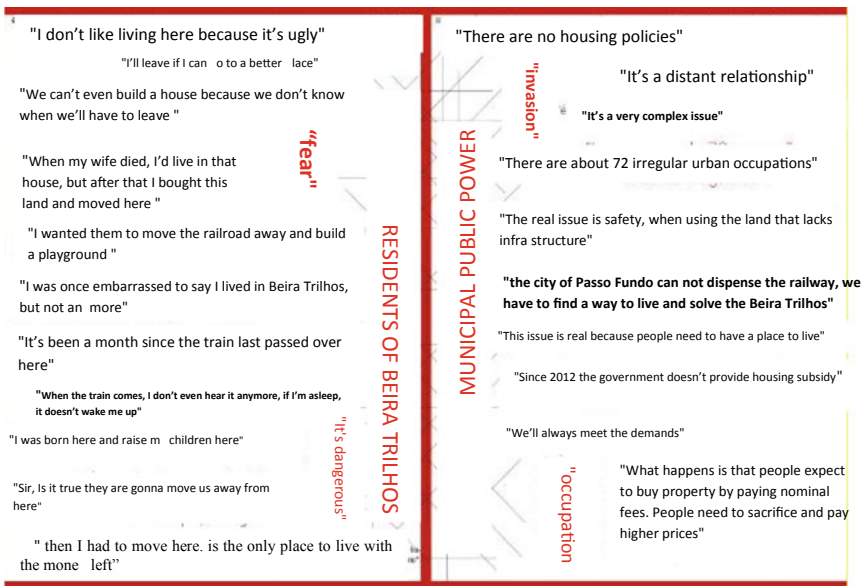 "I don't like living here because it's ugly"
"I'll leave if I can o to a better lace"
"We can't even build a house because we don't know
when we'll have to leave "
"fear"
"When my wife died, I'd live in that
house, but after that I bought this
land and moved here "
"I wanted them to move the railroad away and build
a playground "
"I was once embarrassed to say I lived in Beira Trilhos,
but not an more"
"It's been a month since the train last passed over
here"
"When the train comes, I don't even hear it anymore, if I'm asleep,
it doesn't wake me up"
"I was born here and raise m children here"
"It's dangerous"
"Sir, Is it true they are gonna move us away from
here"
" then I had to move here. is the only place to live with
the mone left”
RESIDENTS OF BEIRA TRILHOS
MUNICIPAL PUBLIC POWER
"There are no housing policies"
"invasion"
"It's a distant relationship"
"It's a very complex issue"
"There are about 72 irregular urban occupations"
"The real issue is safety, when using the land that lacks
infra structure"
"the city of Passo Fundo can not dispense the railway, we
have to find a way to live and solve the Beira Trilhos"
"This issue is real because people need to have a place to live"
"Since 2012 the government doesn't provide housing subsidy"
"We'll always meet the demands"
"occupation
"What happens is that people expect
to buy property by paying nominal
fees. People need to sacrifice and pay
higher prices"